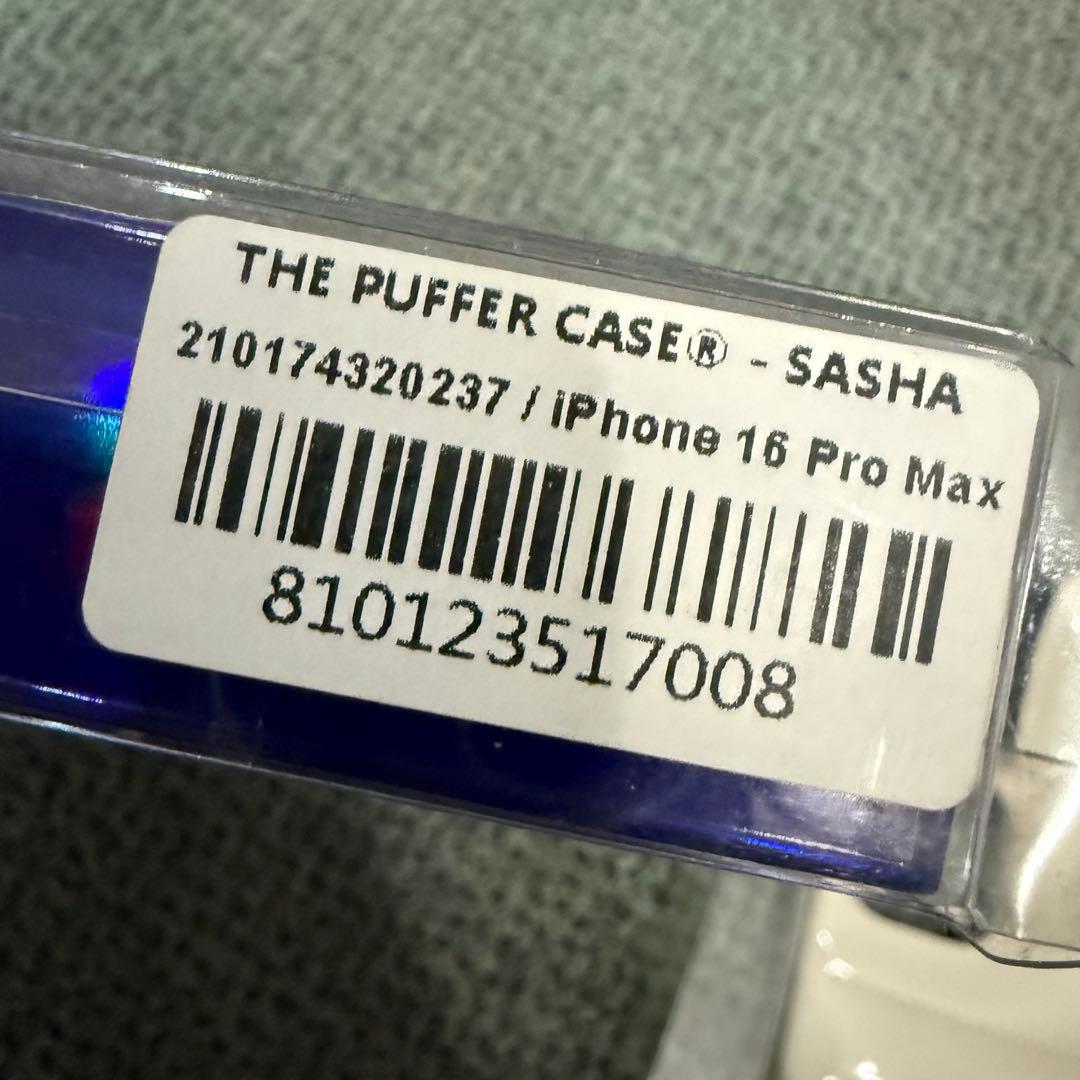 THE PUFFER CASE® - SASHA
210174320237 / iPhone 16 Pro Max
810123517008